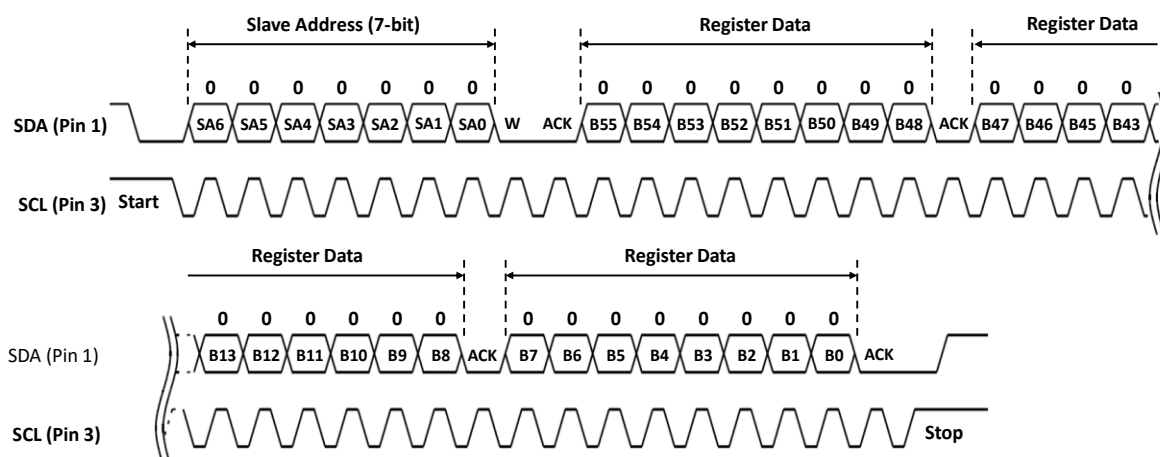 Slave Address (7-bit) Register Data Register Data
0 0 0 0 0 0 0 0 0 0 0 0 0 0 0 0 0 0 0
SDA (Pin 1) SA6 SA5 SA4 SA3 SA2 SA1 SA0 W ACK B55 B54 B53 B52 B51 B50 B49 B48 ACK B47 B46 B45 B43
SCL (Pin 3) Start
Register Data Register Data
0 0 0 0 0 0 0 0 0 0 0 0 0 0
SDA (Pin 1) B13 B12 B11 B10 B9 B8 ACK B7 B6 B5 B4 B3 B2 B1 B0 ACK
SCL (Pin 3) Stop